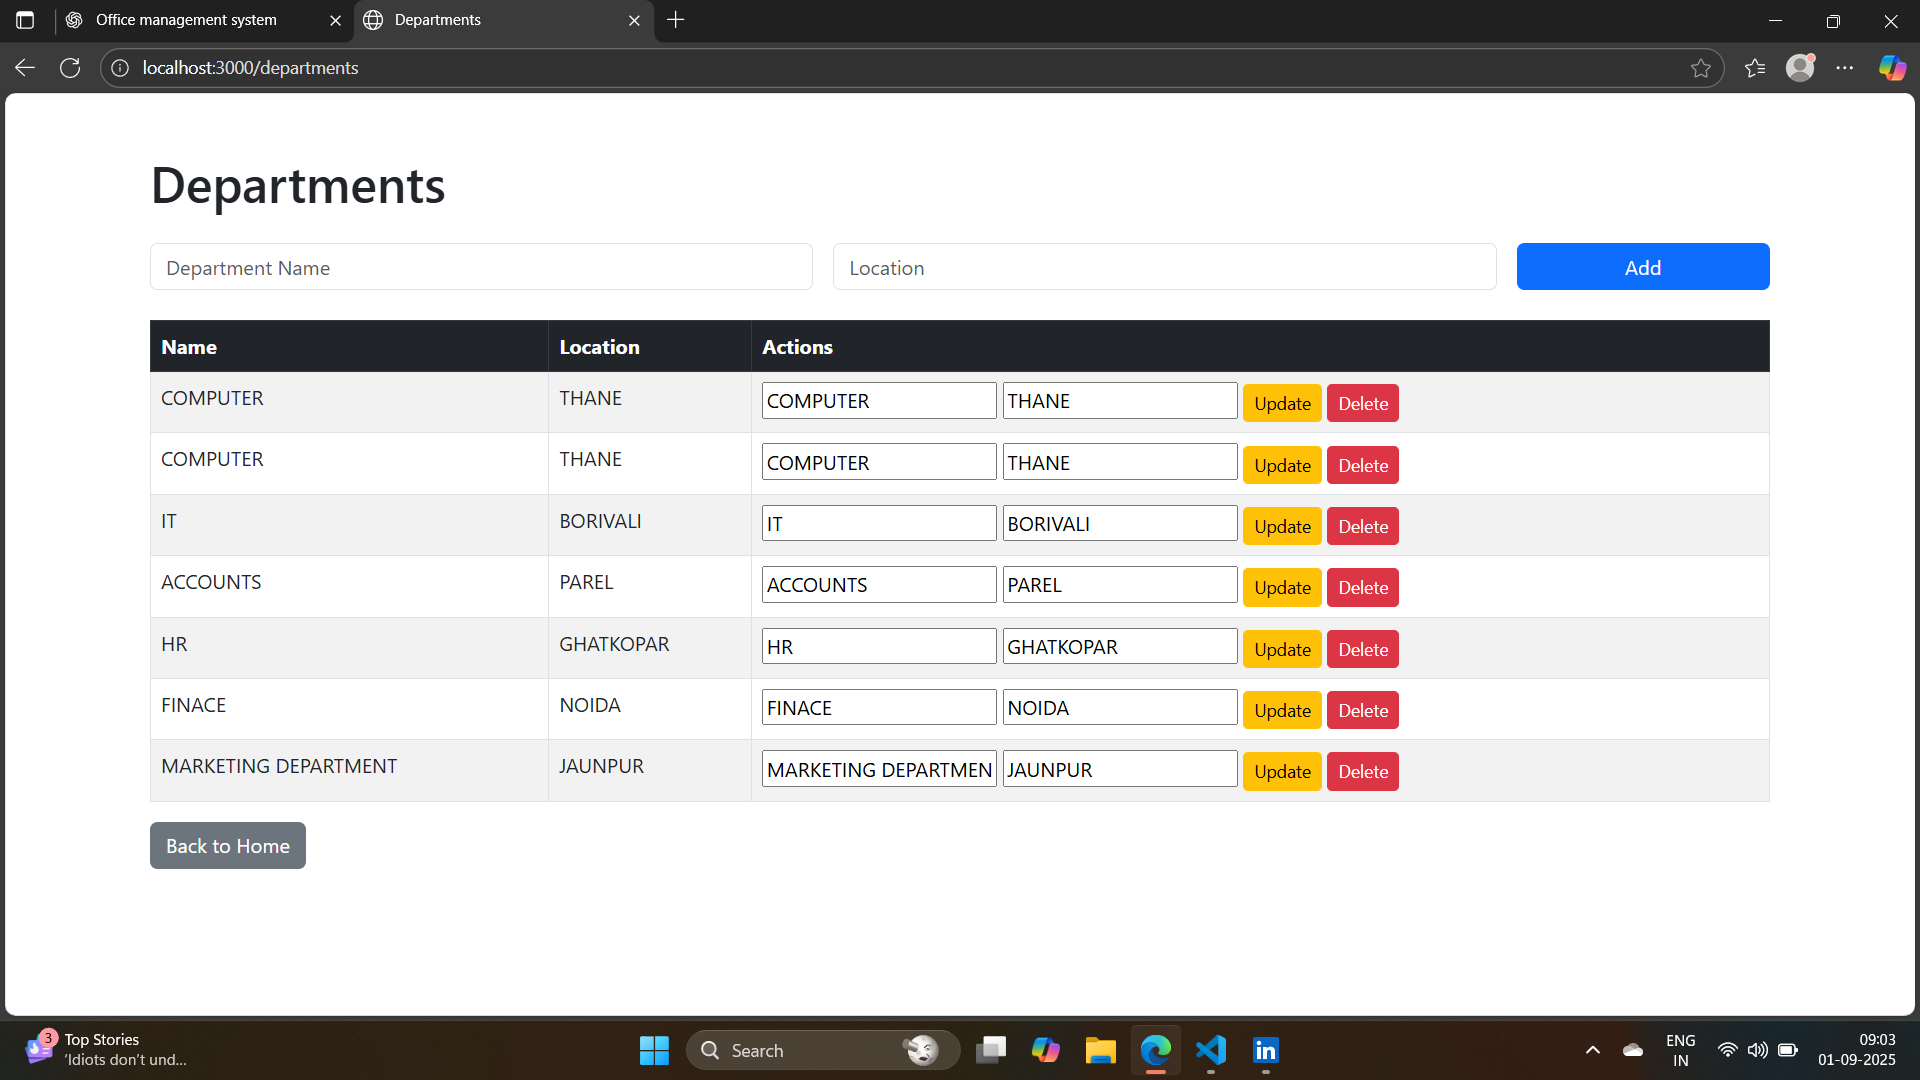 Office management system
Departments
localhost:3000/departments
Departments
Department Name Location Add
Name Location Actions
COMPUTER THANE COMPUTER THANE Update Delete
COMPUTER THANE COMPUTER THANE Update Delete
IT BORIVALI IT BORIVALI Update Delete
ACCOUNTS PAREL ACCOUNTS PAREL Update Delete
HR GHATKOPAR HR GHATKOPAR Update Delete
FINACE NOIDA FINACE NOIDA Update Delete
MARKETING DEPARTMENT JAUNPUR MARKETING DEPARTMEN JAUNPUR Update Delete
Back to Home
3 Top Stories
'Idiots don't und...
Search
in
ENG
IN
09:03
01-09-2025